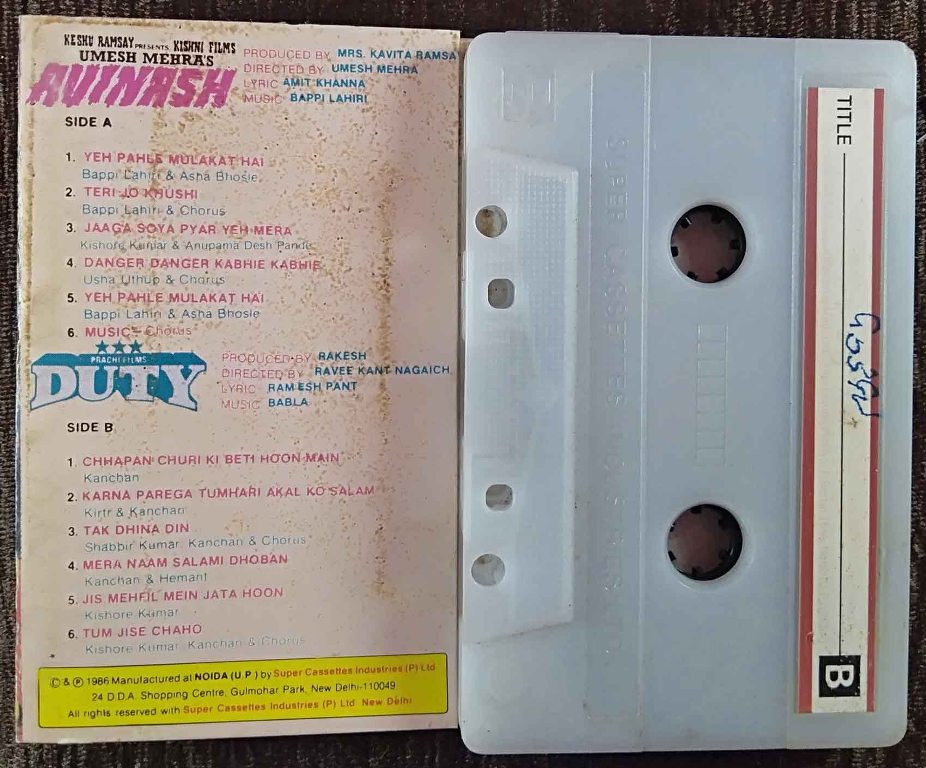 KESHU RAMSAY PRESENTS KISHNI FILMS
UMESH MEHRA'S
AVINASH
PRODUCED BY MRS. KAVITA RAMSA
DIRECTED BY UMESH MEHRA
LYRIC AMIT KHANNA
MUSIC BAPPI LAHIRI
SIDE A
1. YEH PAHLE MULAKAT HAI
Bappi Lahiri & Asha Bhosle
2. TERI JO KHUSHI
Bappi Lahiri & Chorus
3. JAAGA SOYA PYAR YEH MERA
Kishore Kumar & Anupama Desh Pande
4. DANGER DANGER KABHIE KABHIE
Usha Uthup & Chorus
5. YEH PAHLE MULAKAT HAI
Bappi Lahiri & Asha Bhosle
6. MUSIC - Chorus
PRACHI FILMS
DUTY
PRODUCED BY RAKESH
DIRECTED BY RAVEE KANT NAGAICH
LYRIC RAMESH PANT
MUSIC BABLA
SIDE B
1. CHHAPAN CHURI KI BETI HOON MAIN
Kanchan
2. KARNA PAREGA TUMHARI AKAL KO SALAM
Kirti & Kanchan
3. TAK DHINA DIN
Shabbir Kumar, Kanchan & Chorus
4. MERA NAAM SALAMI DHOBAN
Kanchan & Hemant
5. JIS MEHFIL MEIN JATA HOON
Kishore Kumar
6. TUM JISE CHAHO
Kishore Kumar, Kanchan & Chorus
© & ℗ 1986 Manufactured at NOIDA (U.P.) by Super Cassettes Industries (P) Ltd
24 D.D.A. Shopping Centre, Gulmohar Park, New Delhi-110049
All rights reserved with Super Cassettes Industries (P) Ltd New Delhi
B
SUPER CASSETTES
TITLE
B